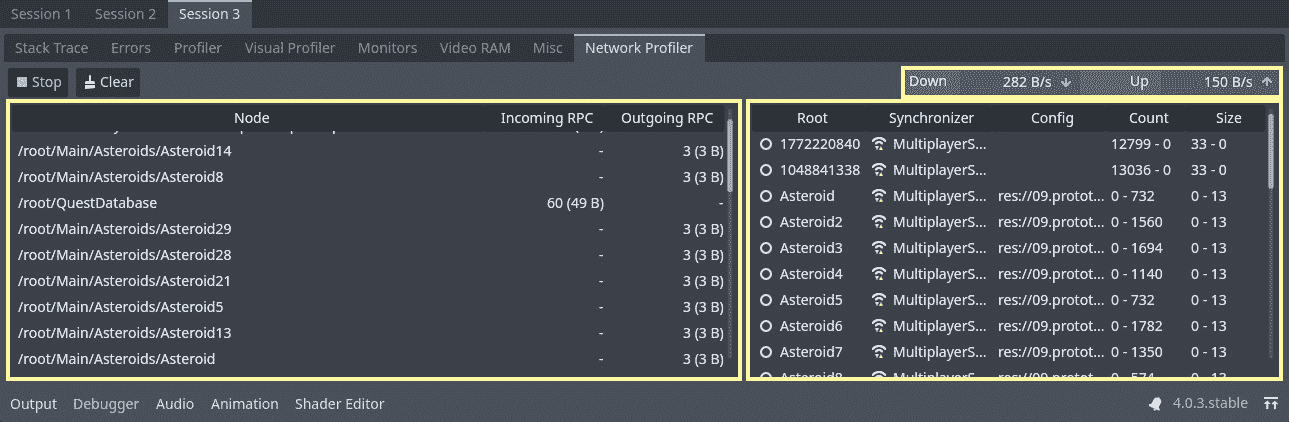 Session 1 Session 2 Session 3
Stack Trace Errors Profiler Visual Profiler Monitors Video RAM Misc Network Profiler
Stop Clear Down 282 B/s Up 150 B/s
Node Incoming RPC Outgoing RPC
/root/Main/Asteroids/Asteroid14 - 3 (3 B)
/root/Main/Asteroids/Asteroid8 - 3 (3 B)
/root/QuestDatabase 60 (49 B) -
/root/Main/Asteroids/Asteroid29 - 3 (3 B)
/root/Main/Asteroids/Asteroid28 - 3 (3 B)
/root/Main/Asteroids/Asteroid21 - 3 (3 B)
/root/Main/Asteroids/Asteroid5 - 3 (3 B)
/root/Main/Asteroids/Asteroid13 - 3 (3 B)
/root/Main/Asteroids/Asteroid - 3 (3 B)
Root Synchronizer Config Count Size
1772220840 MultiplayerS... 12799 - 0 33 - 0
1048841338 MultiplayerS... 13036 - 0 33 - 0
Asteroid MultiplayerS... res://09.protot... 0 - 732 0 - 13
Asteroid2 MultiplayerS... res://09.protot... 0 - 1560 0 - 13
Asteroid3 MultiplayerS... res://09.protot... 0 - 1694 0 - 13
Asteroid4 MultiplayerS... res://09.protot... 0 - 1140 0 - 13
Asteroid5 MultiplayerS... res://09.protot... 0 - 732 0 - 13
Asteroid6 MultiplayerS... res://09.protot... 0 - 1782 0 - 13
Asteroid7 MultiplayerS... res://09.protot... 0 - 1350 0 - 13
Output Debugger Audio Animation Shader Editor 4.0.3.stable